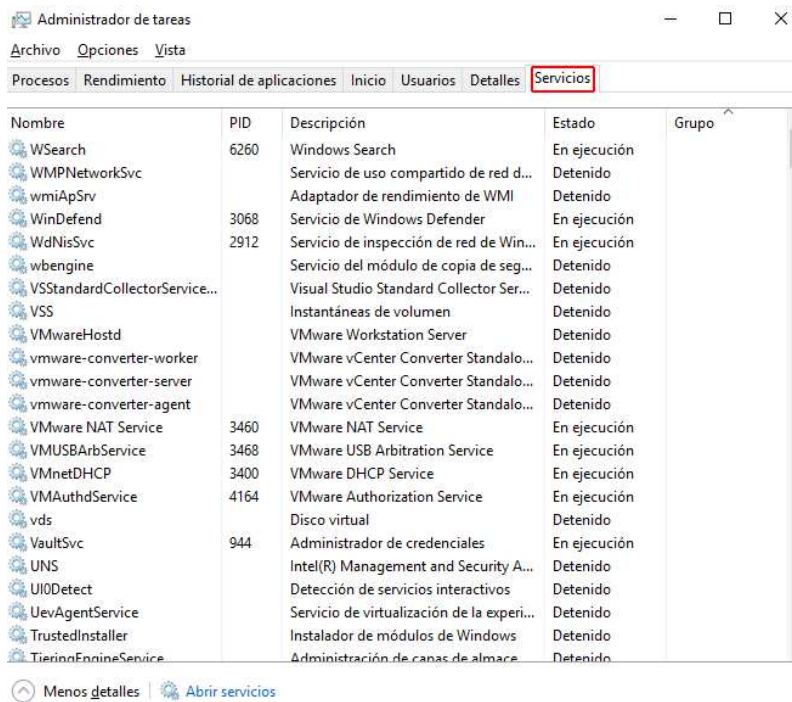 Administrador de tareas
Archivo Opciones Vista
Procesos Rendimiento Historial de aplicaciones Inicio Usuarios Detalles Servicios
Nombre PID Descripción Estado Grupo
WSearch 6260 Windows Search En ejecución
WMPNetworkSvc Servicio de uso compartido de red d... Detenido
wmiApSrv Adaptador de rendimiento de WMI Detenido
WinDefend 3068 Servicio de Windows Defender En ejecución
WdNisSvc 2912 Servicio de inspección de red de Win... En ejecución
wbengine Servicio del módulo de copia de seg... Detenido
VSStandardCollectorService... Visual Studio Standard Collector Ser... Detenido
VSS Instantáneas de volumen Detenido
VMwareHostd VMware Workstation Server Detenido
vmware-converter-worker VMware vCenter Converter Standalo... Detenido
vmware-converter-server VMware vCenter Converter Standalo... Detenido
vmware-converter-agent VMware vCenter Converter Standalo... Detenido
VMware NAT Service 3460 VMware NAT Service En ejecución
VMUSBArbService 3468 VMware USB Arbitration Service En ejecución
VMnetDHCP 3400 VMware DHCP Service En ejecución
VMAuthdService 4164 VMware Authorization Service En ejecución
vds Disco virtual Detenido
VaultSvc 944 Administrador de credenciales En ejecución
UNS Intel(R) Management and Security A... Detenido
UI0Detect Detección de servicios interactivos Detenido
UevAgentService Servicio de virtualización de la experi... Detenido
TrustedInstaller Instalador de módulos de Windows Detenido
TieringEngineService Administración de capas de almace... Detenido
Menos detalles Abrir servicios